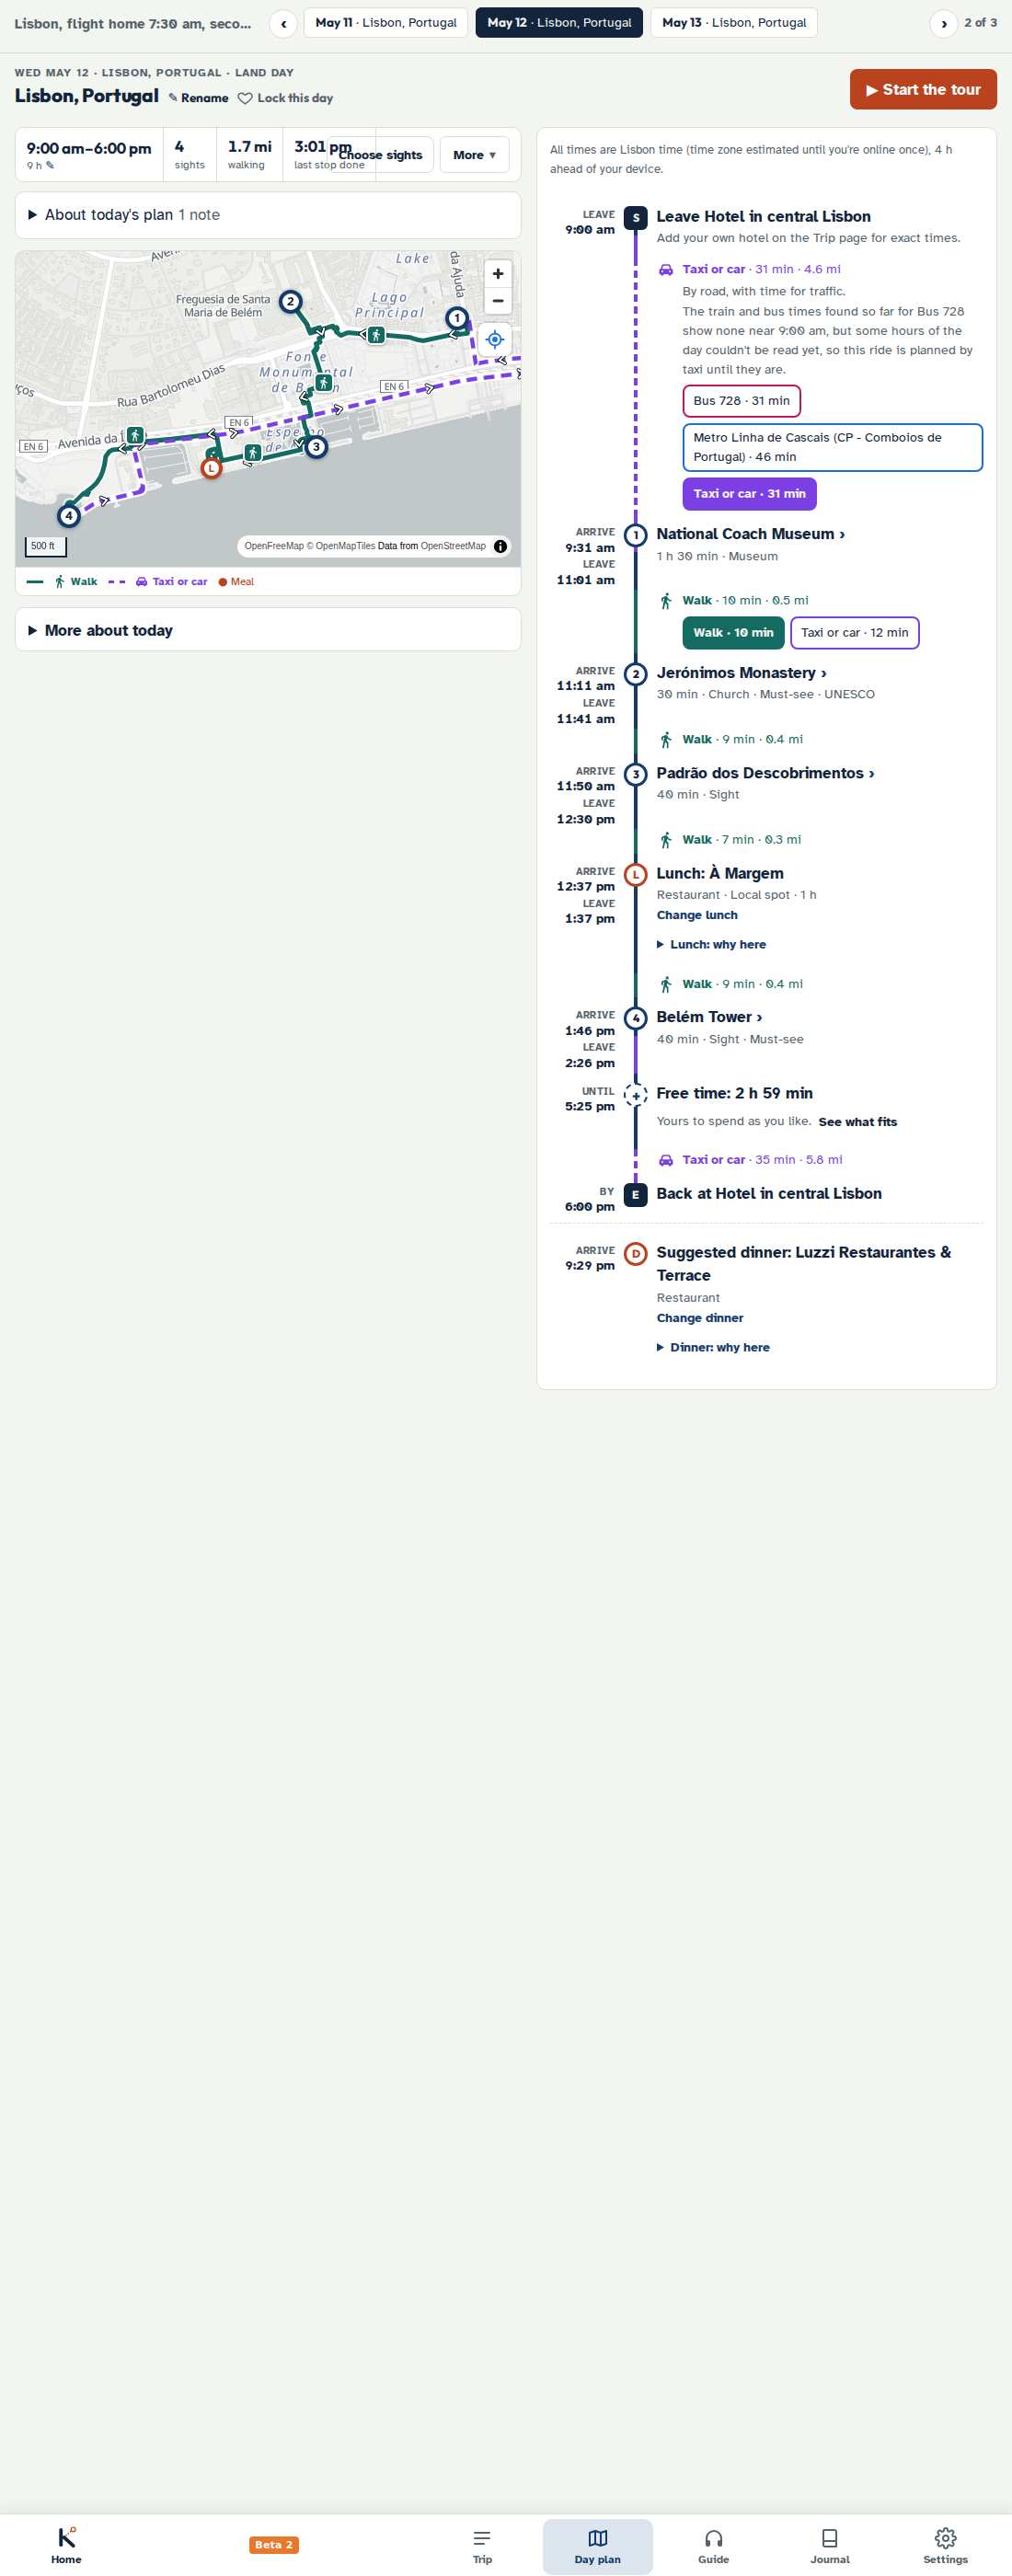 Lisbon, flight home 7:30 am, seco...
‹
May 11 · Lisbon, Portugal
May 12 · Lisbon, Portugal
May 13 · Lisbon, Portugal
›
2 of 3
WED MAY 12 · LISBON, PORTUGAL · LAND DAY
Lisbon, Portugal
✎ Rename
Lock this day
▶ Start the tour
9:00 am–6:00 pm
9 h ✎
4
sights
1.7 mi
walking
3:01 pm
last stop done
Choose sights
More ▾
▶ About today's plan 1 note
Lake
da Ajuda
Freguesia de Santa
Maria de Belém
Lago
Principal
2
1
+
−
Rua Bartolomeu Dias
EN 6
EN 6
EN 6
3
L
4
500 ft
OpenFreeMap © OpenMapTiles Data from OpenStreetMap
Walk
Taxi or car
Meal
▶ More about today
All times are Lisbon time (time zone estimated until you're online once), 4 h
ahead of your device.
LEAVE
9:00 am
S
Leave Hotel in central Lisbon
Add your own hotel on the Trip page for exact times.
Taxi or car · 31 min · 4.6 mi
By road, with time for traffic.
The train and bus times found so far for Bus 728
show none near 9:00 am, but some hours of the
day couldn't be read yet, so this ride is planned by
taxi until they are.
Bus 728 · 31 min
Metro Linha de Cascais (CP - Comboios de
Portugal) · 46 min
Taxi or car · 31 min
ARRIVE
9:31 am
LEAVE
11:01 am
1
National Coach Museum ›
1 h 30 min · Museum
Walk · 10 min · 0.5 mi
Walk · 10 min
Taxi or car · 12 min
ARRIVE
11:11 am
LEAVE
11:41 am
2
Jerónimos Monastery ›
30 min · Church · Must-see · UNESCO
Walk · 9 min · 0.4 mi
ARRIVE
11:50 am
LEAVE
12:30 pm
3
Padrão dos Descobrimentos ›
40 min · Sight
Walk · 7 min · 0.3 mi
ARRIVE
12:37 pm
LEAVE
1:37 pm
L
Lunch: À Margem
Restaurant · Local spot · 1 h
Change lunch
▶ Lunch: why here
Walk · 9 min · 0.4 mi
ARRIVE
1:46 pm
LEAVE
2:26 pm
4
Belém Tower ›
40 min · Sight · Must-see
UNTIL
5:25 pm
+
Free time: 2 h 59 min
Yours to spend as you like. See what fits
Taxi or car · 35 min · 5.8 mi
BY
6:00 pm
E
Back at Hotel in central Lisbon
ARRIVE
9:29 pm
D
Suggested dinner: Luzzi Restaurantes &
Terrace
Restaurant
Change dinner
▶ Dinner: why here
Home
Beta 2
Trip
Day plan
Guide
Journal
Settings